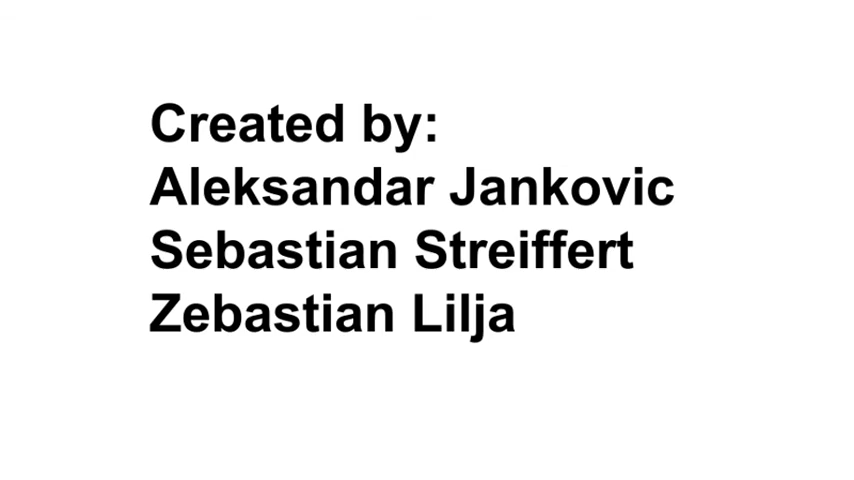 Created by:
Aleksandar Jankovic
Sebastian Streiffert
Zebastian Lilja